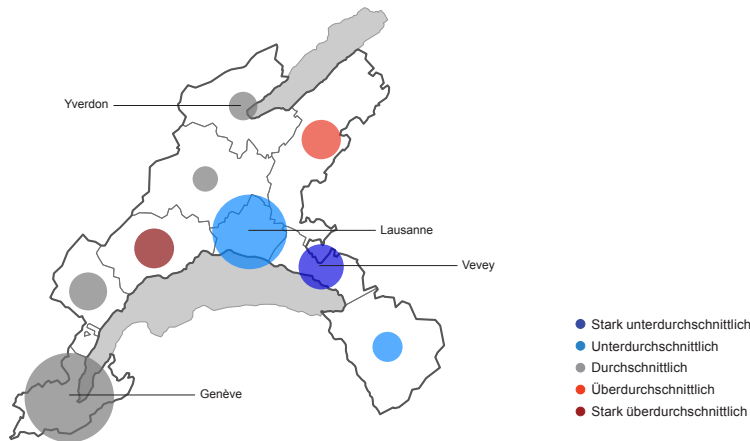 Yverdon
Lausanne
Vevey
Genève
Stark unterdurchschnittlich
Unterdurchschnittlich
Durchschnittlich
Überdurchschnittlich
Stark überdurchschnittlich